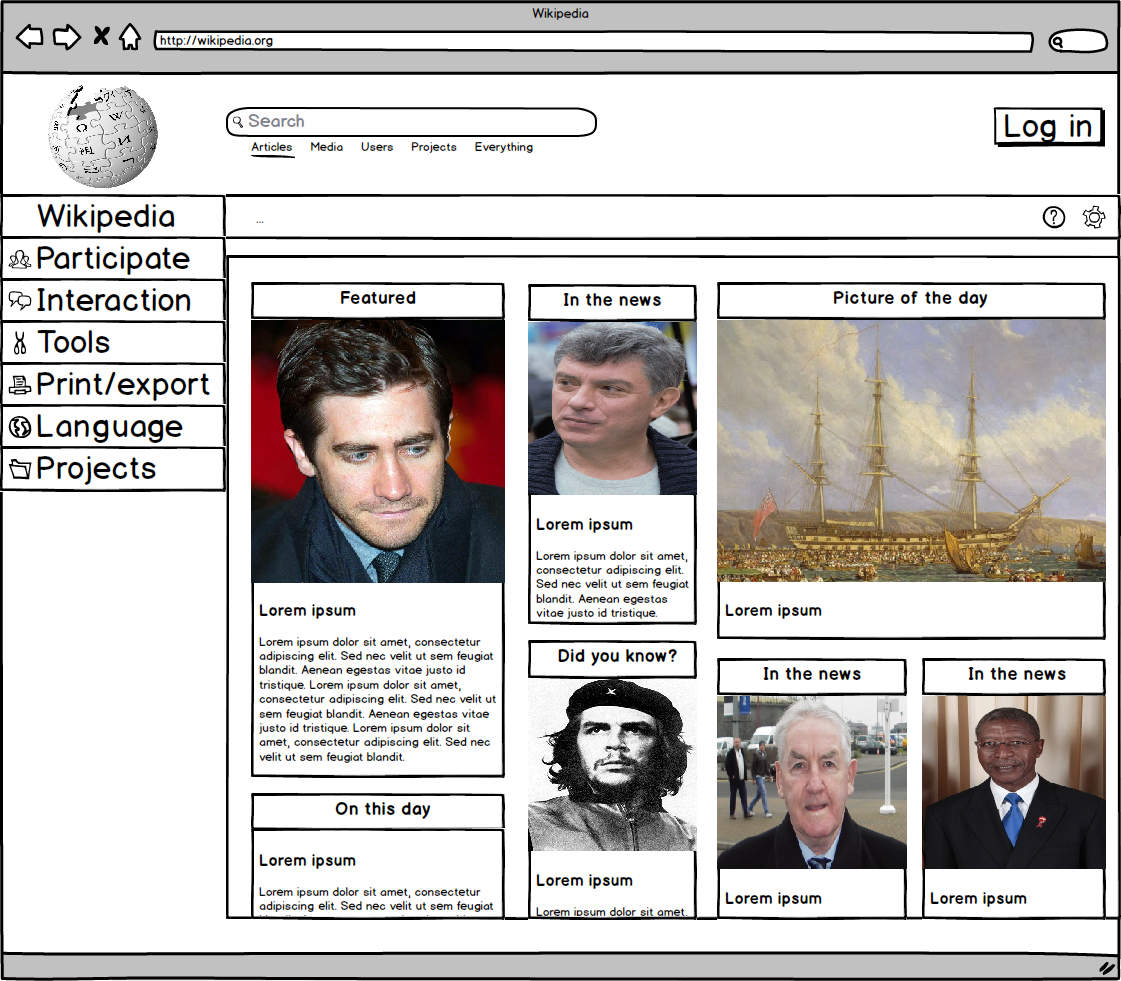 Wikipedia
http://wikipedia.org
Search
Articles Media Users Projects Everything
Log in
Wikipedia
Participate
Interaction
Tools
Print/export
Language
Projects
...
Featured
Lorem ipsum
Lorem ipsum dolor sit amet, consectetur
adipiscing elit. Sed nec velit ut sem feugiat
blandit. Aenean egestas vitae justo id
tristique. Lorem ipsum dolor sit amet,
consectetur adipiscing elit. Sed nec velit ut
sem feugiat blandit. Aenean egestas vitae
justo id tristique. Lorem ipsum dolor sit
amet, consectetur adipiscing elit. Sed nec
velit ut sem feugiat blandit.
On this day
Lorem ipsum
Lorem ipsum dolor sit amet, consectetur
adipiscing elit. Sed nec velit ut sem feugiat
In the news
Lorem ipsum
Lorem ipsum dolor sit amet,
consectetur adipiscing elit.
Sed nec velit ut sem feugiat
blandit. Aenean egestas
vitae justo id tristique.
Did you know?
Lorem ipsum
Lorem ipsum dolor sit amet,
Picture of the day
Lorem ipsum
In the news
Lorem ipsum
In the news
Lorem ipsum